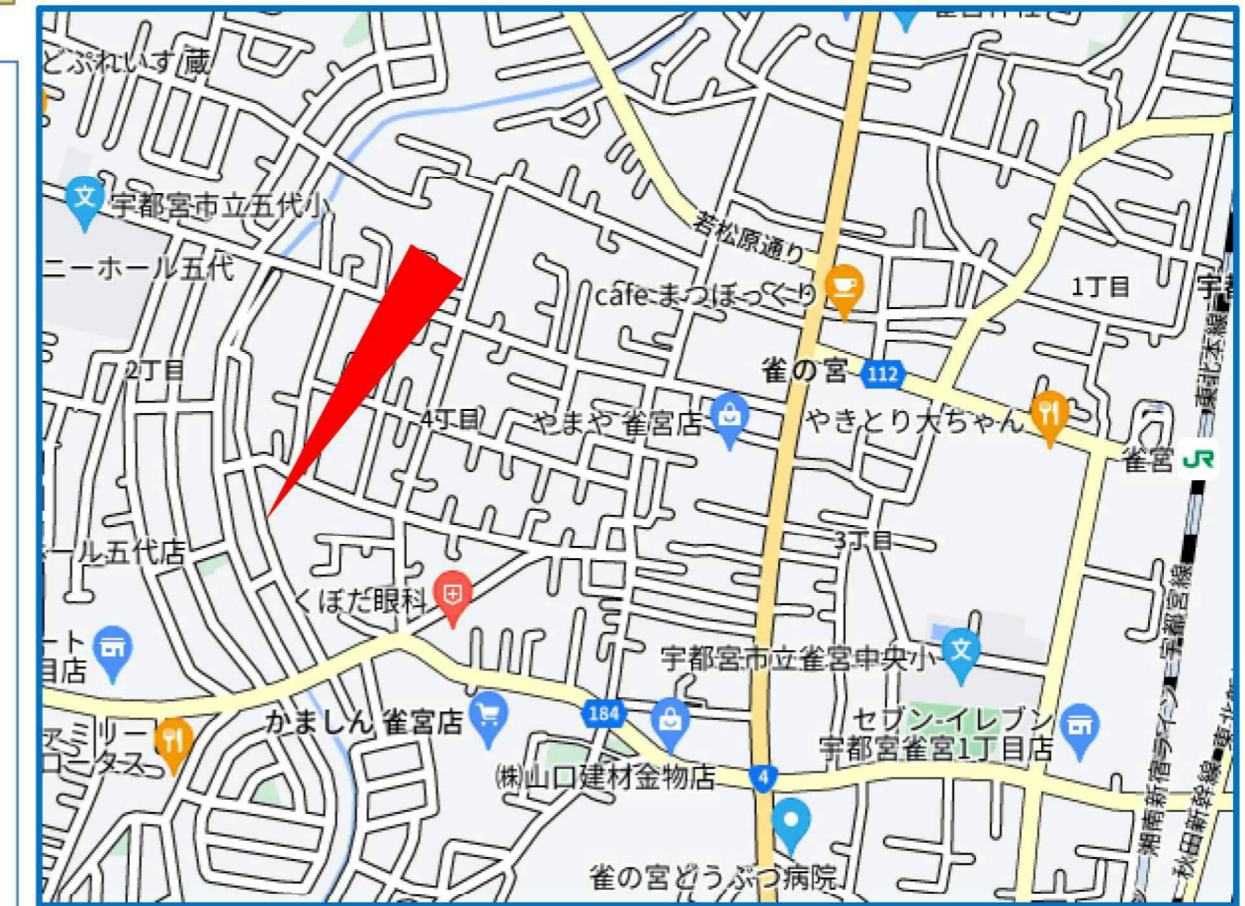 どぷれいす 蔵
宇都宮市立五代小
ニーホール五代
若松原通り
cafe まつぼっくり
1丁目
雀の宮
112
2丁目
4丁目
やまや 雀宮店
やきとり大ちゃん
雀宮
JR
東北本線
ール五代店
3丁目
くぼだ眼科
宇都宮市立雀宮中央小
ート
目店
かましん 雀宮店
184
セブン-イレブン
宇都宮雀宮1丁目店
ァミリー
ロータス
㈱山口建材金物店
4
雀の宮どうぶつ病院
湘南新宿ライン
宇都宮線
秋田新幹線